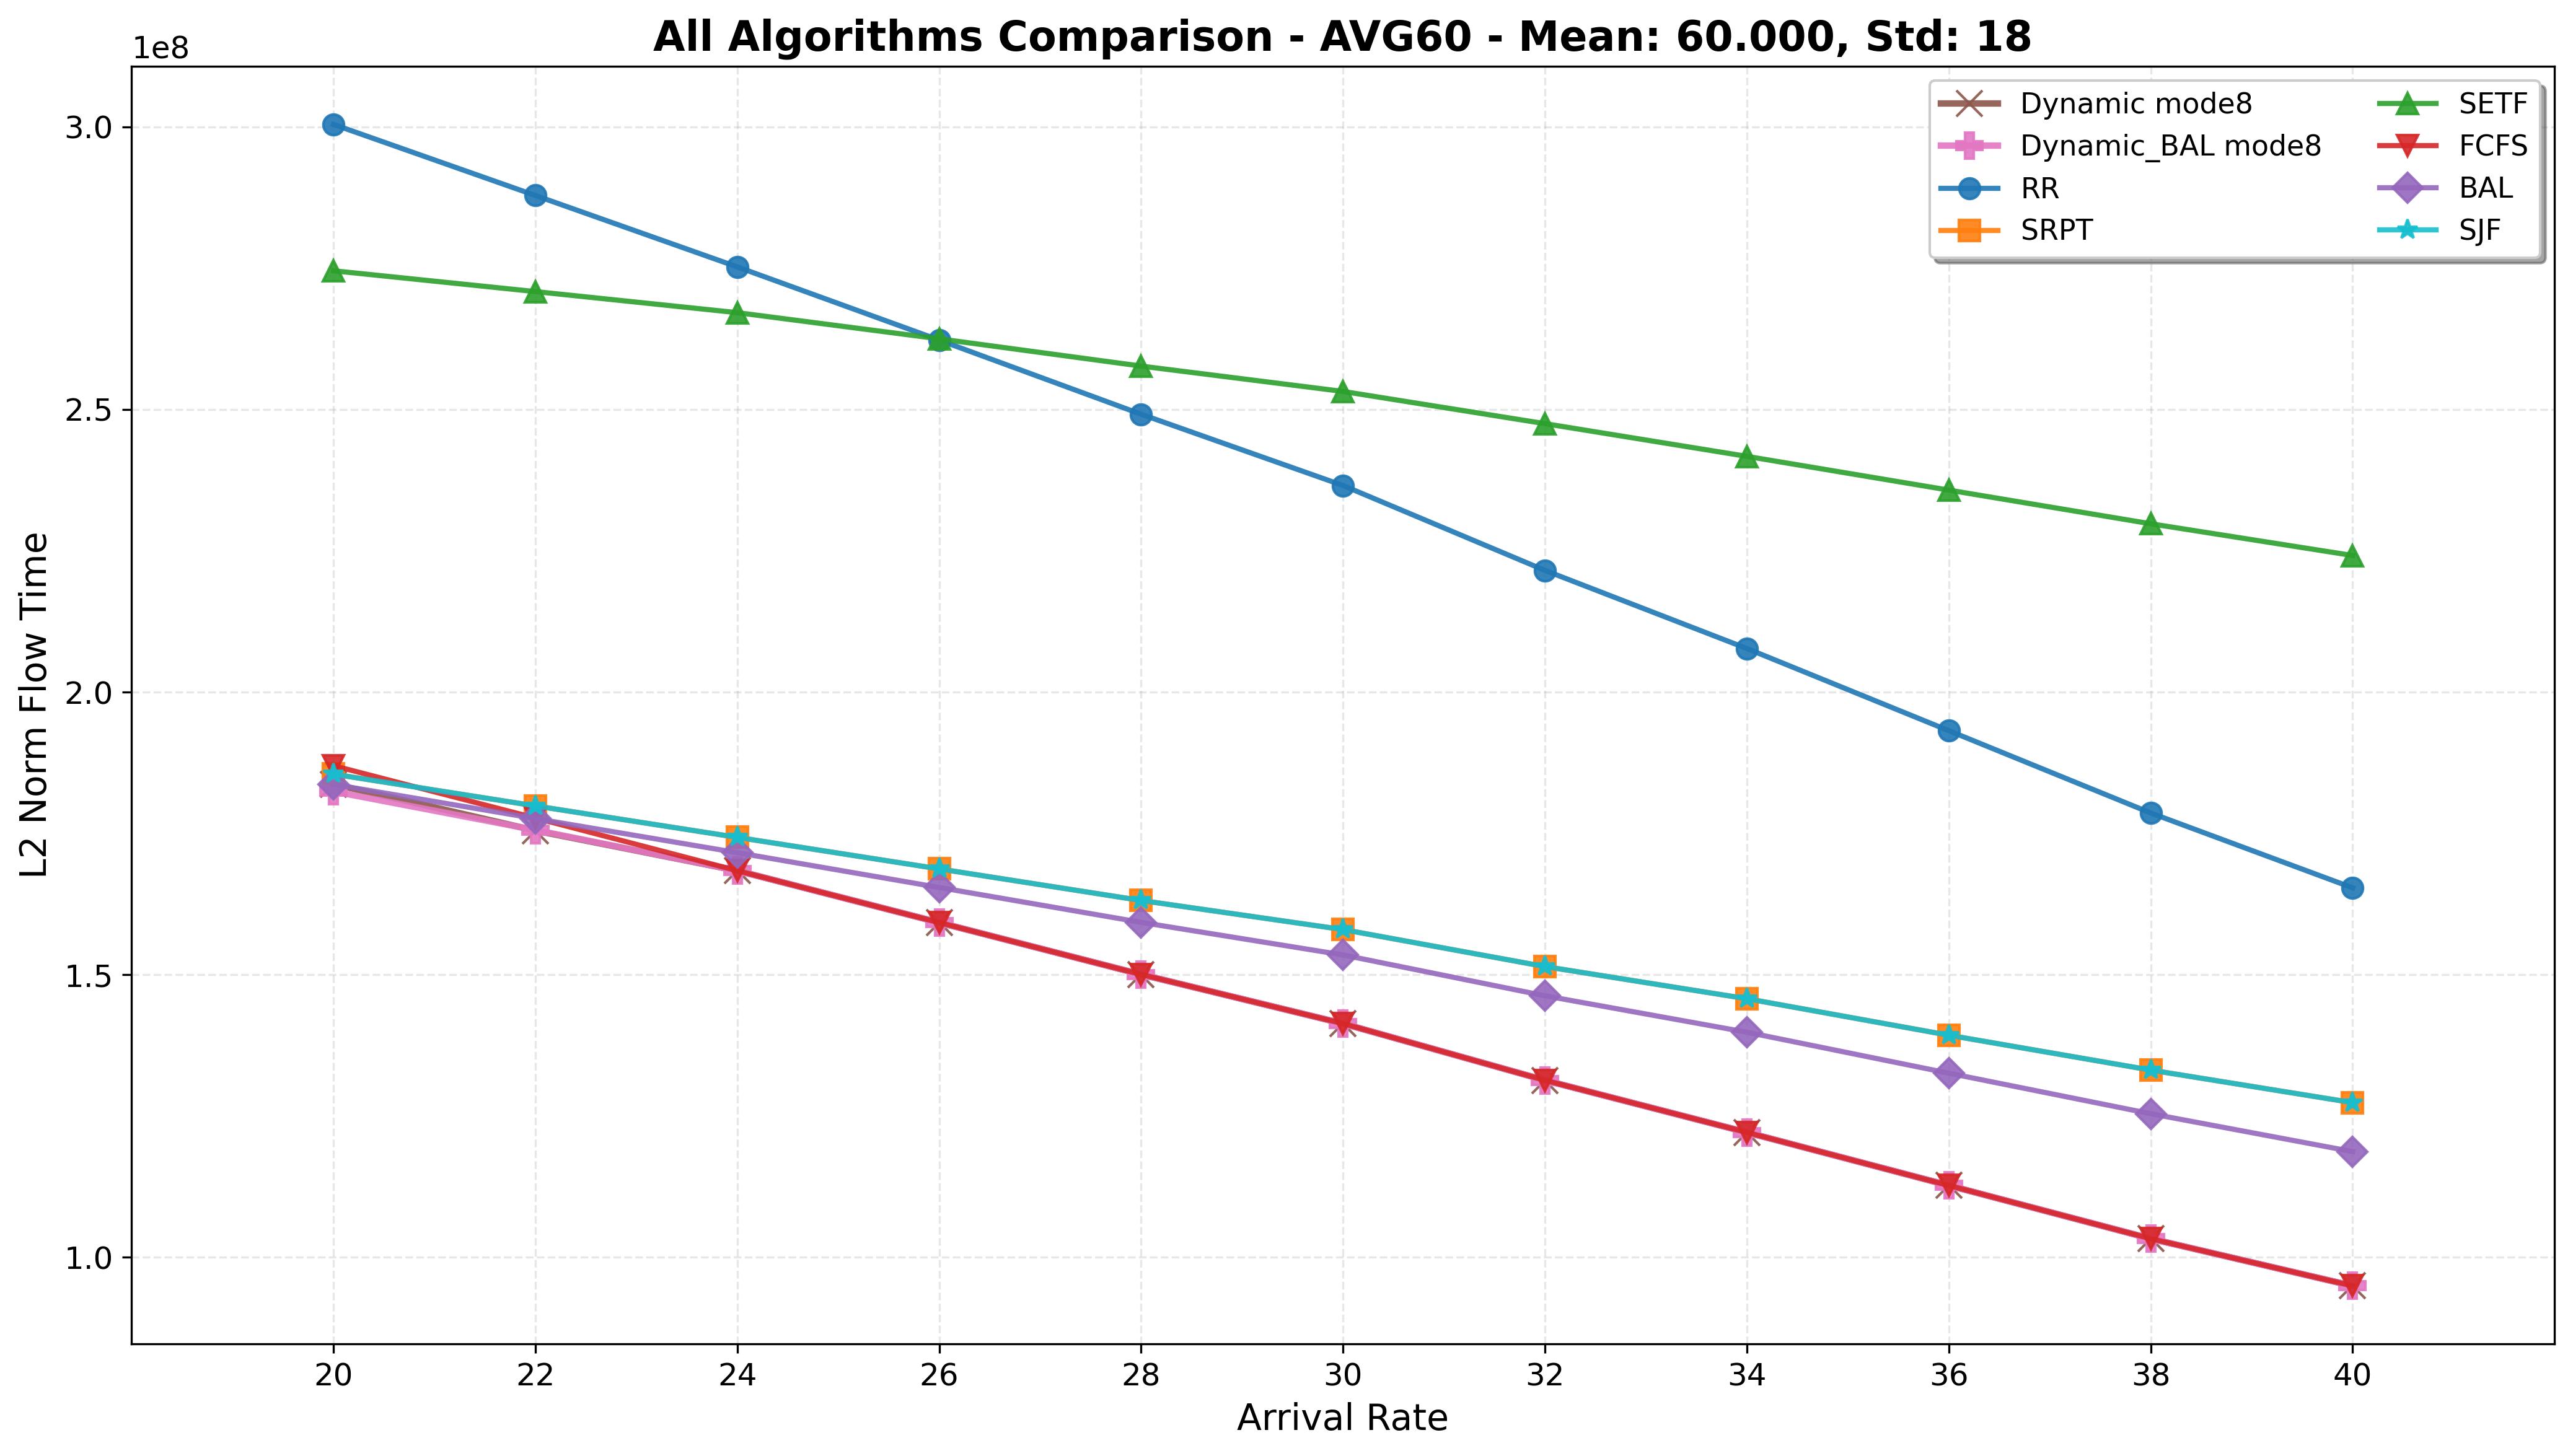 All Algorithms Comparison - AVG60 - Mean: 60.000, Std: 18
1e8
3.0
2.5
2.0
1.5
1.0
L2 Norm Flow Time
Dynamic mode8
Dynamic_BAL mode8
RR
SRPT
SETF
FCFS
BAL
SJF
20 22 24 26 28 30 32 34 36 38 40
Arrival Rate